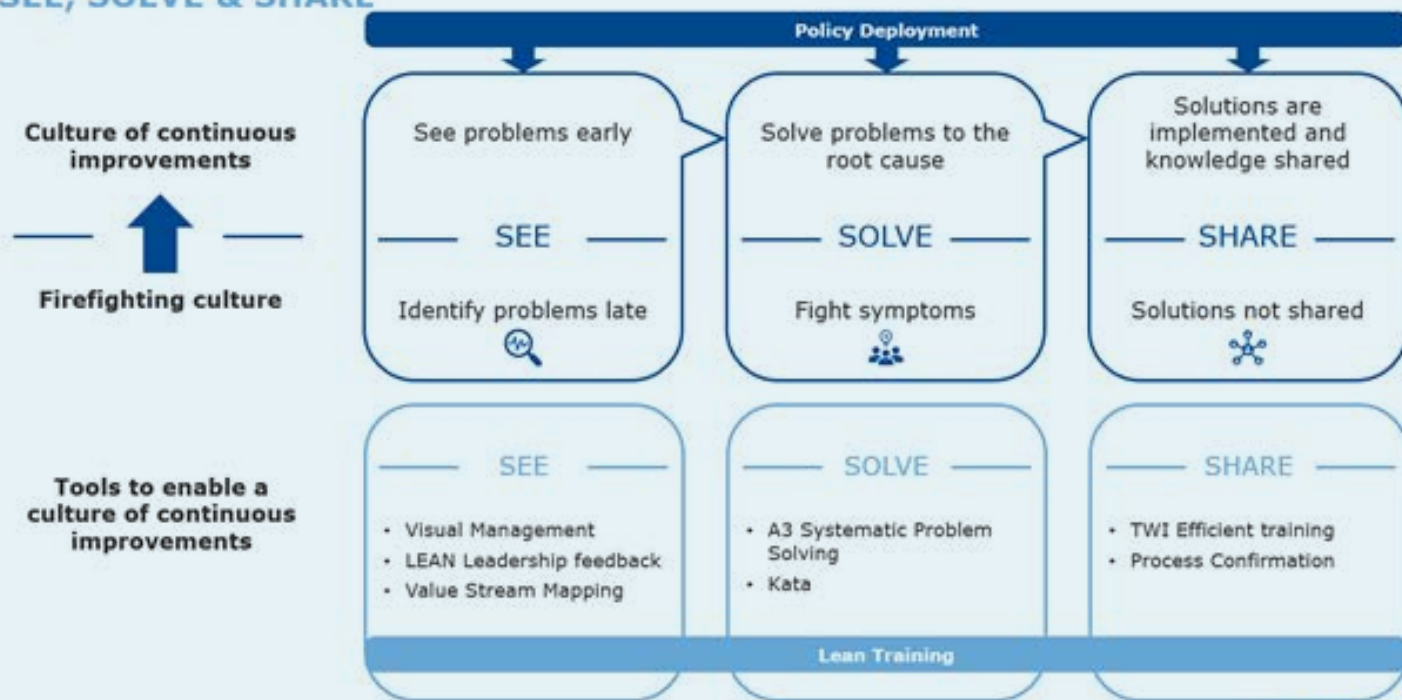 SEE, SOLVE & SHARE
Policy Deployment
Culture of continuous
improvements
Firefighting culture
See problems early
SEE
Identify problems late
Solve problems to the
root cause
SOLVE
Fight symptoms
Solutions are
implemented and
knowledge shared
SHARE
Solutions not shared
Tools to enable a
culture of continuous
improvements
SEE
• Visual Management
• LEAN Leadership feedback
• Value Stream Mapping
SOLVE
• A3 Systematic Problem
Solving
• Kata
SHARE
• TWI Efficient training
• Process Confirmation
Lean Training